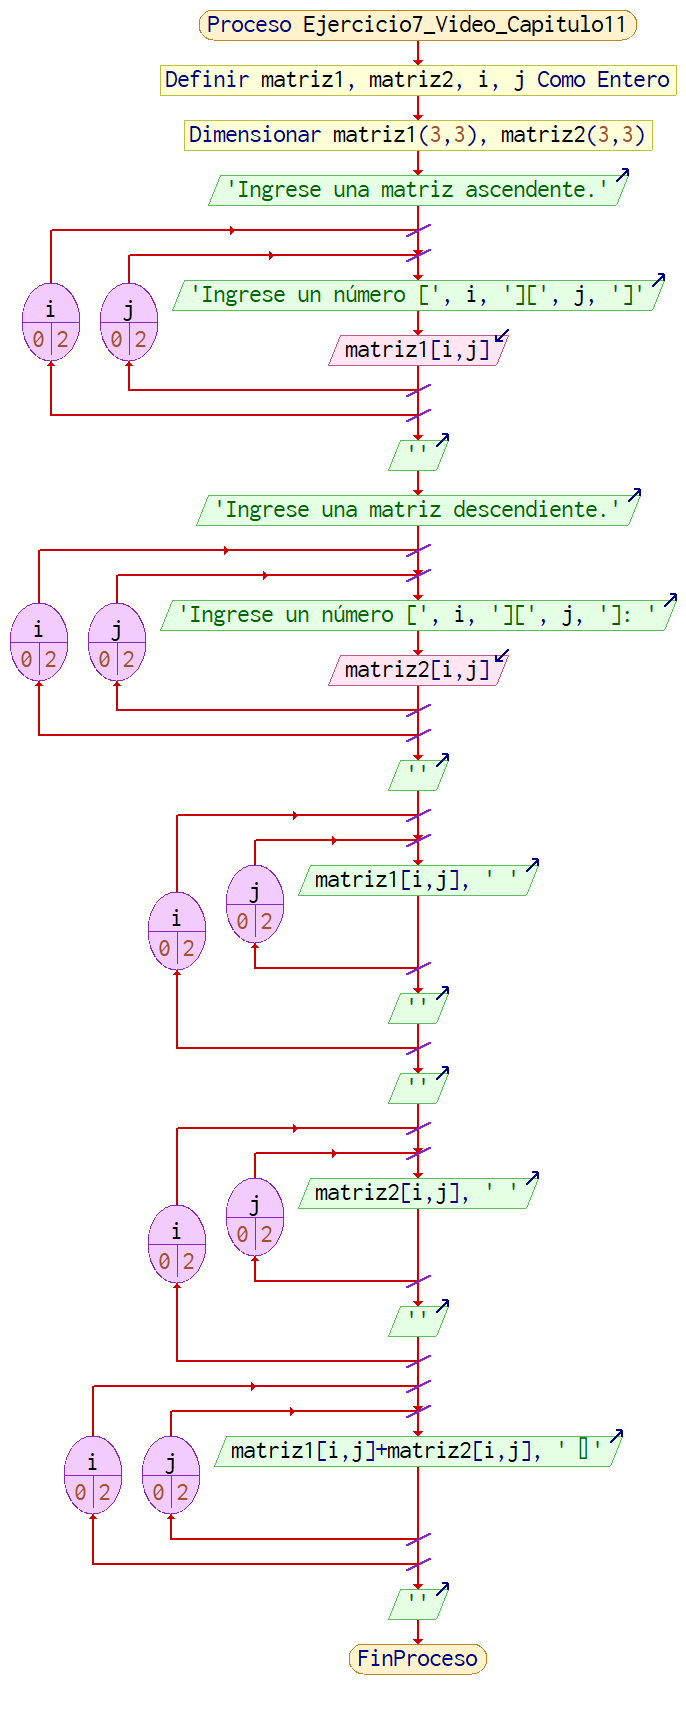 Proceso Ejercicio7_Video_Capitulo11
Definir matriz1, matriz2, i, j Como Entero
Dimensionar matriz1(3,3), matriz2(3,3)
'Ingrese una matriz ascendente.'
i
0 2
j
0 2
'Ingrese un número [', i, '][', j, ']'
matriz1[i,j]
''
'Ingrese una matriz descendiente.'
i
0 2
j
0 2
'Ingrese un número [', i, '][', j, ']: '
matriz2[i,j]
''
i
0 2
j
0 2
matriz1[i,j], ' '
''
''
i
0 2
j
0 2
matriz2[i,j], ' '
''
i
0 2
j
0 2
matriz1[i,j]+matriz2[i,j], ' ▯'
''
FinProceso